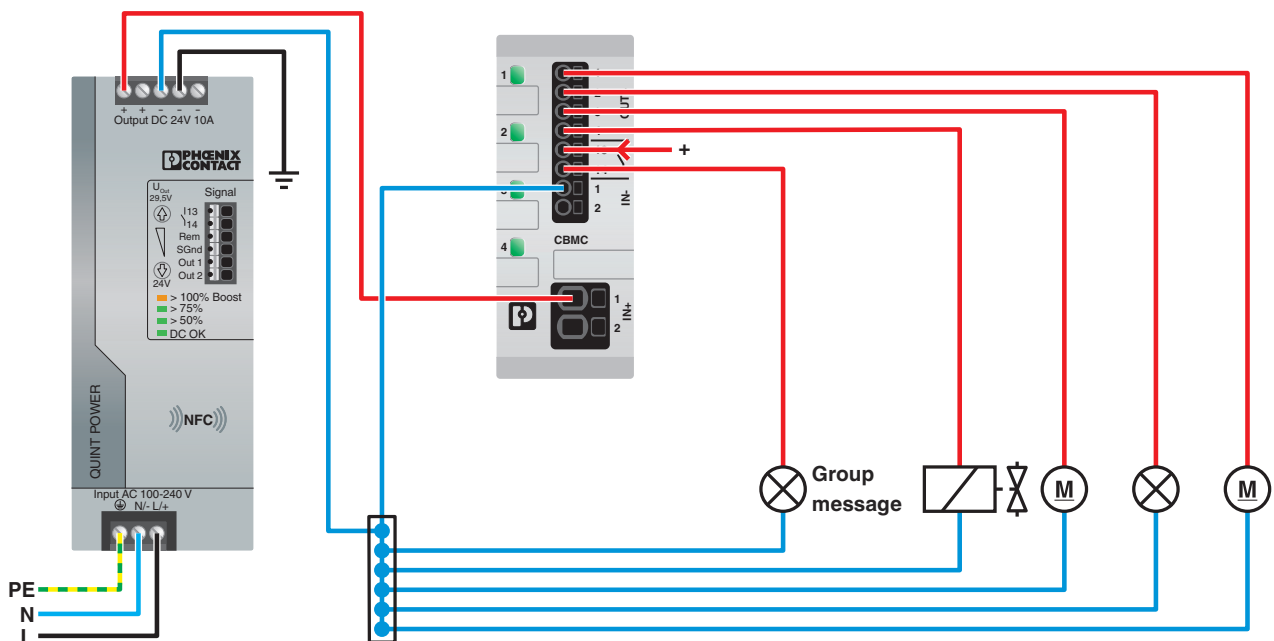 + + - - -
Output DC 24V 10A
PHŒNIX
CONTACT
UOut
29,5V
Signal
13
14
Rem
SGnd
Out 1
Out 2
24V
> 100% Boost
> 75%
> 50%
DC OK
QUINT POWER
NFC
Input AC 100-240 V
N/- L/+
PE
N
L
1
2
4
OUT
+
1
2
IN-
CBMC
1
2
IN+
Group
message
M
M